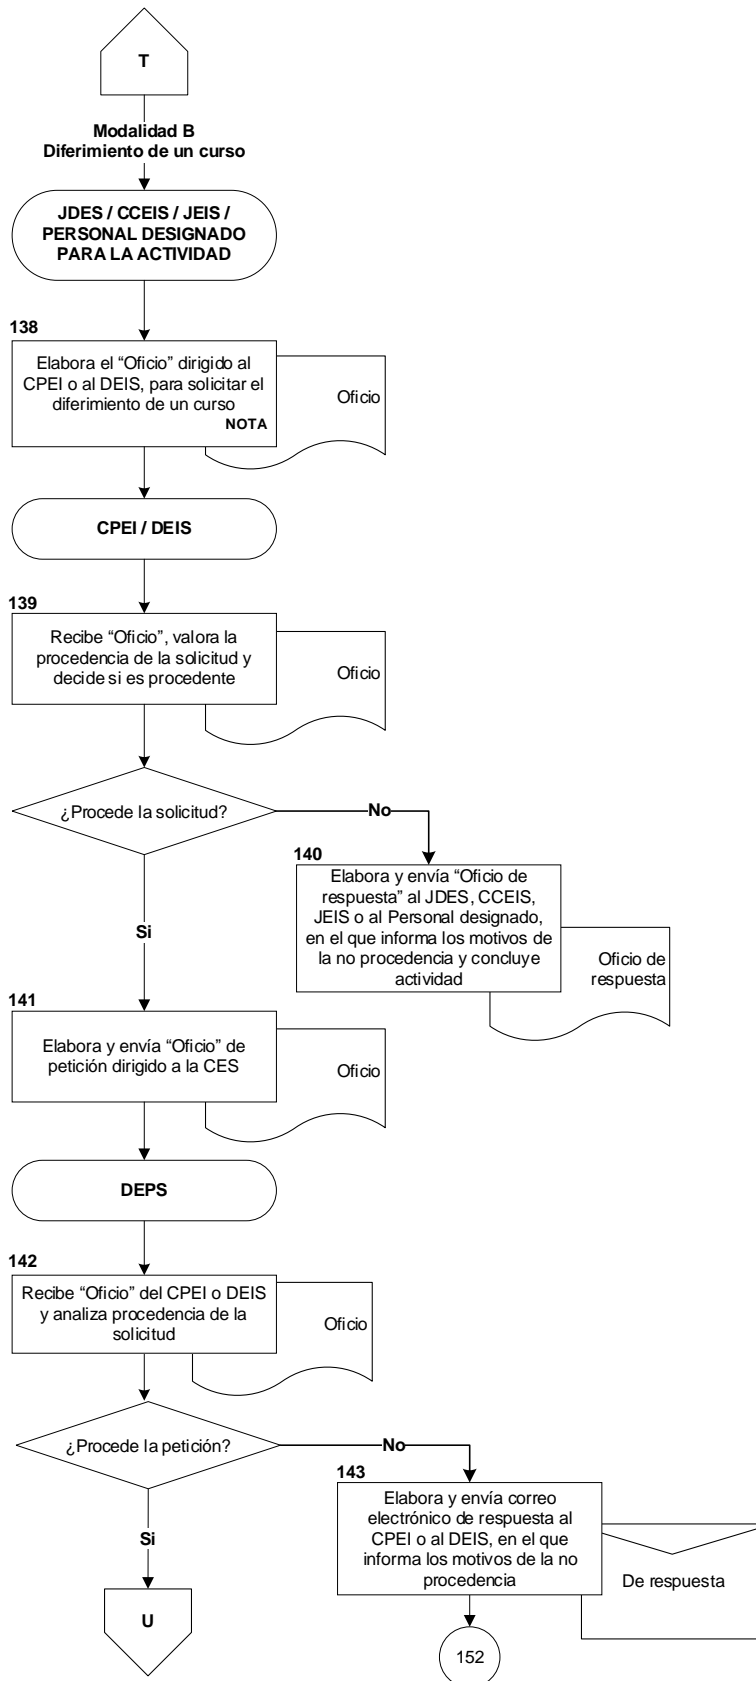 T
Modalidad B
Diferimiento de un curso
JDES / CCEIS / JEIS /
PERSONAL DESIGNADO
PARA LA ACTIVIDAD
138
Elabora el “Oficio” dirigido al
CPEI o al DEIS, para solicitar el
diferimiento de un curso
NOTA
Oficio
CPEI / DEIS
139
Recibe “Oficio”, valora la
procedencia de la solicitud y
decide si es procedente
Oficio
¿Procede la solicitud?
No
140
Elabora y envía “Oficio de
respuesta” al JDES, CCEIS,
JEIS o al Personal designado,
en el que informa los motivos de
la no procedencia y concluye
actividad
Oficio de
respuesta
Si
141
Elabora y envía “Oficio” de
petición dirigido a la CES
Oficio
DEPS
142
Recibe “Oficio” del CPEI o DEIS
y analiza procedencia de la
solicitud
Oficio
¿Procede la petición?
No
143
Elabora y envía correo
electrónico de respuesta al
CPEI o al DEIS, en el que
informa los motivos de la no
procedencia
De respuesta
Si
U
152